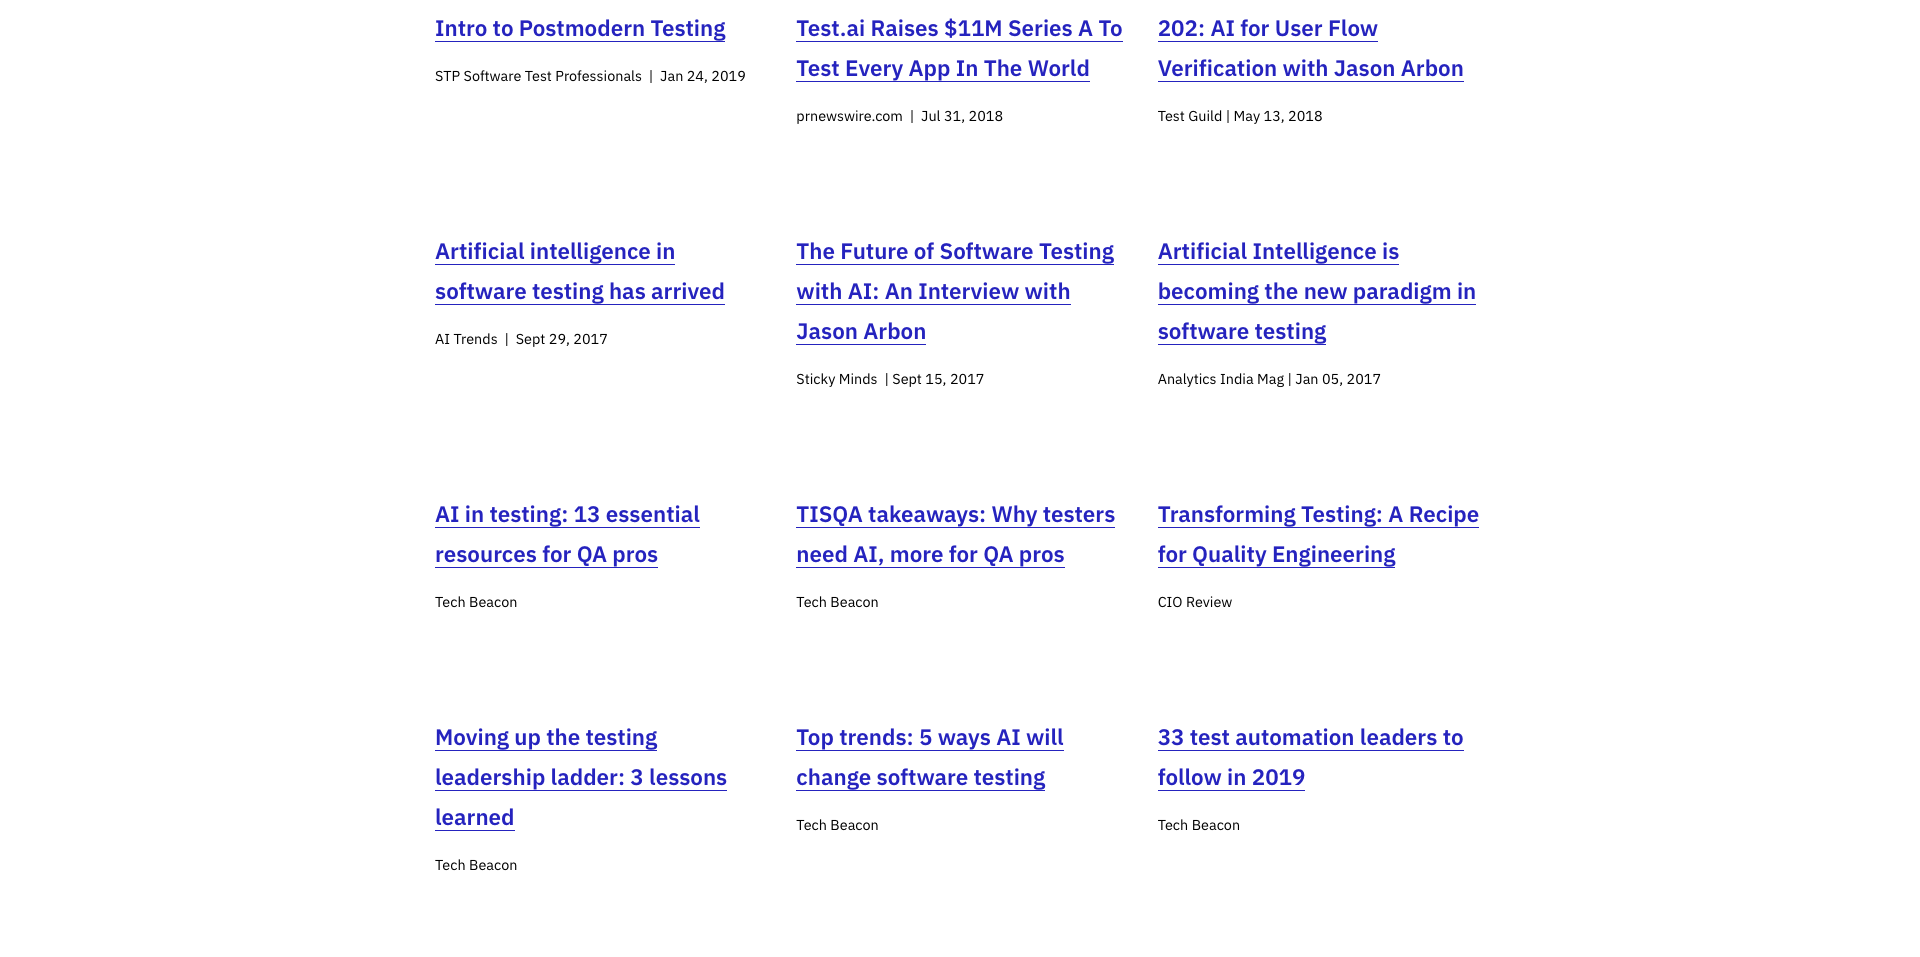 Intro to Postmodern Testing
STP Software Test Professionals | Jan 24, 2019
Test.ai Raises $11M Series A To
Test Every App In The World
prnewswire.com | Jul 31, 2018
202: AI for User Flow
Verification with Jason Arbon
Test Guild | May 13, 2018
Artificial intelligence in
software testing has arrived
AI Trends | Sept 29, 2017
The Future of Software Testing
with AI: An Interview with
Jason Arbon
Sticky Minds | Sept 15, 2017
Artificial Intelligence is
becoming the new paradigm in
software testing
Analytics India Mag | Jan 05, 2017
AI in testing: 13 essential
resources for QA pros
Tech Beacon
TISQA takeaways: Why testers
need AI, more for QA pros
Tech Beacon
Transforming Testing: A Recipe
for Quality Engineering
CIO Review
Moving up the testing
leadership ladder: 3 lessons
learned
Tech Beacon
Top trends: 5 ways AI will
change software testing
Tech Beacon
33 test automation leaders to
follow in 2019
Tech Beacon